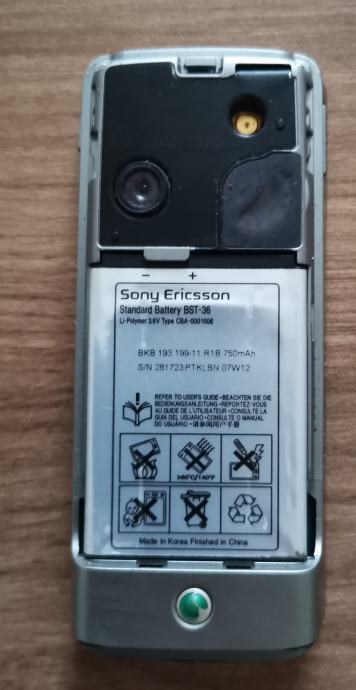 - +
Sony Ericsson
Standard Battery BST-36
Li-Polymer 3.6V Type CBA-0001006
BKB 193 199-11 R1B 750mAh
S/N 281723 PTKLBN 07W12
REFER TO USER'S GUIDE • BEACHTEN SIE DIE
BEDIENUNGSANLEITUNG • REPORTEZ-VOUS
AU GUIDE DE L'UTILISATEUR • CONSULTE LA
GUÍA DEL USUARIO • CONSULTE O MANUAL
DO USUÁRIO • 请参阅用户手册
>60°C/140°F
Made in Korea Finished in China